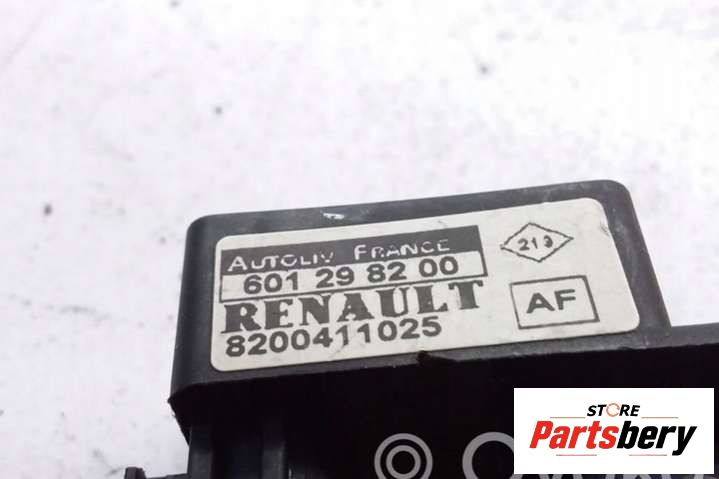 AUTOLIV FRANCE
213
601 29 82 00
RENAULT
AF
8200411025
STORE
Partsbery